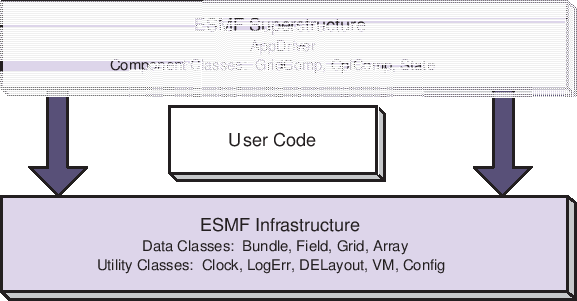 ESMF Superstructure
AppDriver
Component Classes: GridComp, CplComp, State
User Code
ESMF Infrastructure
Data Classes: Bundle, Field, Grid, Array
Utility Classes: Clock, LogErr, DELayout, VM, Config